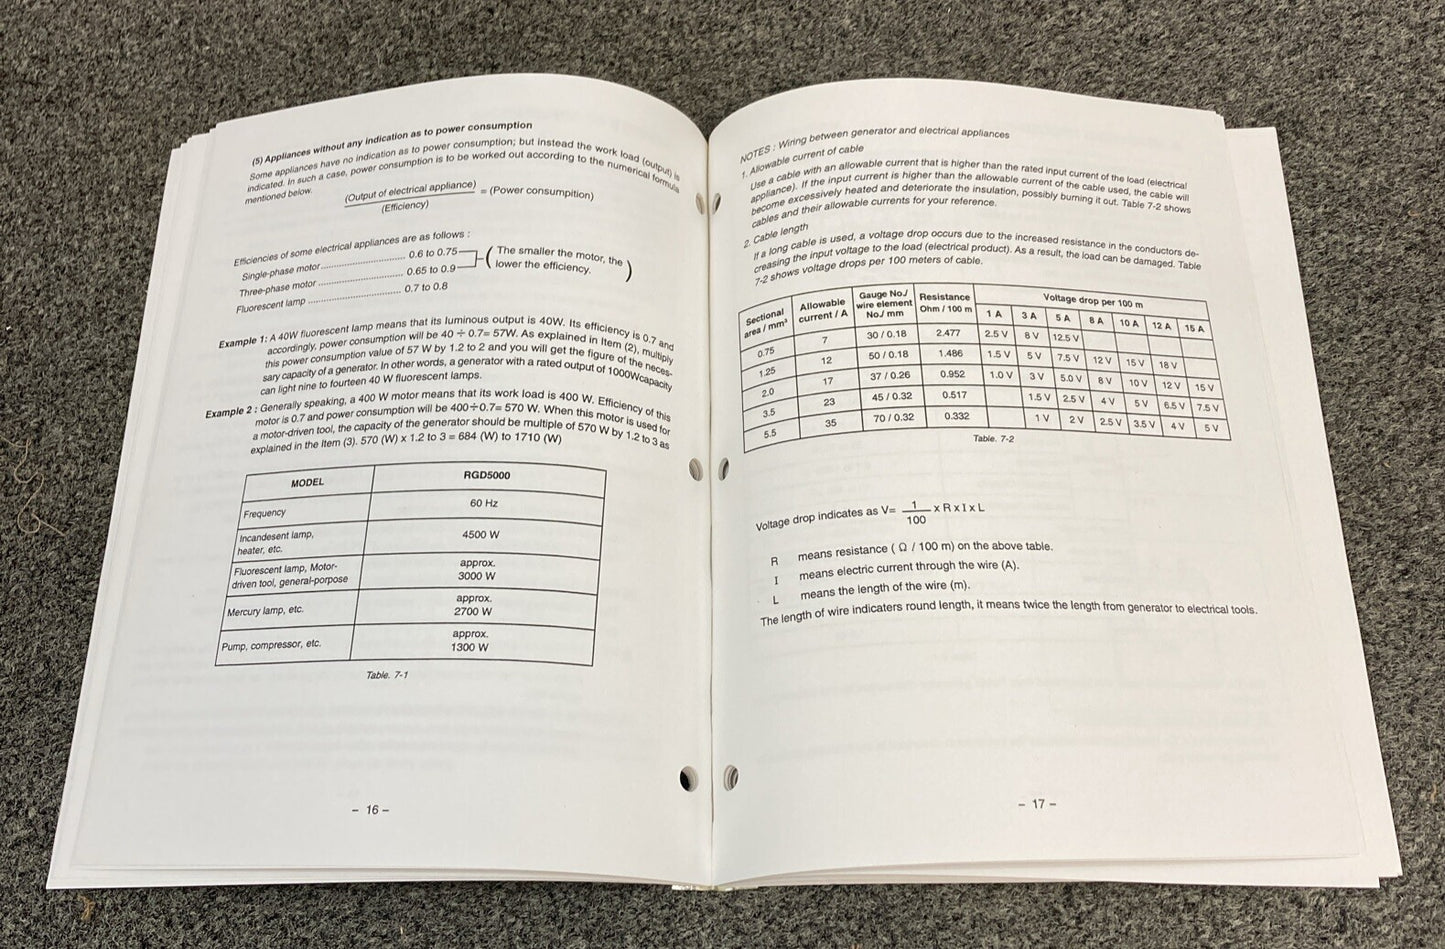 (5) Appliances without any indication as to power consumption
Some appliances have no indication as to power consumption; but instead the work load (output) is
indicated. In such a case, power consumption is to be worked out according to the numerical formula
mentioned below.
(Output of electrical appliance)
(Efficiency)
= (Power consumpition)
Efficiencies of some electrical appliances are as follows :
Single-phase motor .............................. 0.6 to 0.75
Three-phase motor .............................. 0.65 to 0.9
Fluorescent lamp .............................. 0.7 to 0.8
( The smaller the motor, the
lower the efficiency. )
Example 1: A 40W fluorescent lamp means that its luminous output is 40W. Its efficiency is 0.7 and
accordingly, power consumption will be 40 ÷ 0.7= 57W. As explained in Item (2), multiply
this power consumption value of 57 W by 1.2 to 2 and you will get the figure of the neces-
sary capacity of a generator. In other words, a generator with a rated output of 1000Wcapacity
can light nine to fourteen 40 W fluorescent lamps.
Example 2 : Generally speaking, a 400 W motor means that its work load is 400 W. Efficiency of this
motor is 0.7 and power consumption will be 400÷0.7= 570 W. When this motor is used for
a motor-driven tool, the capacity of the generator should be multiple of 570 W by 1.2 to 3 as
explained in the Item (3). 570 (W) x 1.2 to 3 = 684 (W) to 1710 (W)
MODEL RGD5000
Frequency 60 Hz
Incandesent lamp,
heater, etc. 4500 W
Fluorescent lamp, Motor-
driven tool, general-porpose approx.
3000 W
Mercury lamp, etc. approx.
2700 W
Pump, compressor, etc. approx.
1300 W
Table. 7-1
– 16 –
NOTES : Wiring between generator and electrical appliances
1. Allowable current of cable
Use a cable with an allowable current that is higher than the rated input current of the load (electrical
appliance). If the input current is higher than the allowable current of the cable used, the cable will
become excessively heated and deteriorate the insulation, possibly burning it out. Table 7-2 shows
cables and their allowable currents for your reference.
2. Cable length
If a long cable is used, a voltage drop occurs due to the increased resistance in the conductors de-
creasing the input voltage to the load (electrical product). As a result, the load can be damaged. Table
7-2 shows voltage drops per 100 meters of cable.
Sectional
area / mm² Allowable
current / A Gauge No./
wire element
No./ mm Resistance
Ohm / 100 m Voltage drop per 100 m
1 A 3 A 5 A 8 A 10 A 12 A 15 A
0.75 7 30 / 0.18 2.477 2.5 V 8 V 12.5 V
1.25 12 50 / 0.18 1.486 1.5 V 5 V 7.5 V 12 V 15 V 18 V
2.0 17 37 / 0.26 0.952 1.0 V 3 V 5.0 V 8 V 10 V 12 V 15 V
3.5 23 45 / 0.32 0.517 1.5 V 2.5 V 4 V 5 V 6.5 V 7.5 V
5.5 35 70 / 0.32 0.332 1 V 2 V 2.5 V 3.5 V 4 V 5 V
Table. 7-2
Voltage drop indicates as V= 1/100 x R x I x L
R means resistance ( Ω / 100 m) on the above table.
I means electric current through the wire (A).
L means the length of the wire (m).
The length of wire indicaters round length, it means twice the length from generator to electrical tools.
– 17 –